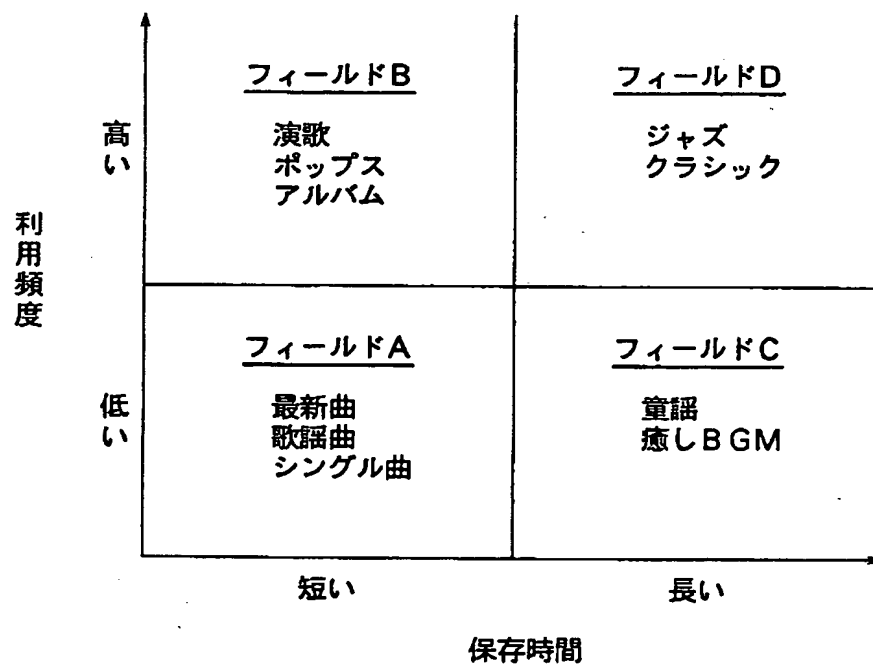 フィールドB
演歌
ポップス
アルバム
フィールドD
ジャズ
クラシック
高い
利用頻度
フィールドA
最新曲
歌謡曲
シングル曲
フィールドC
童謡
癒しBGM
低い
短い
長い
保存時間